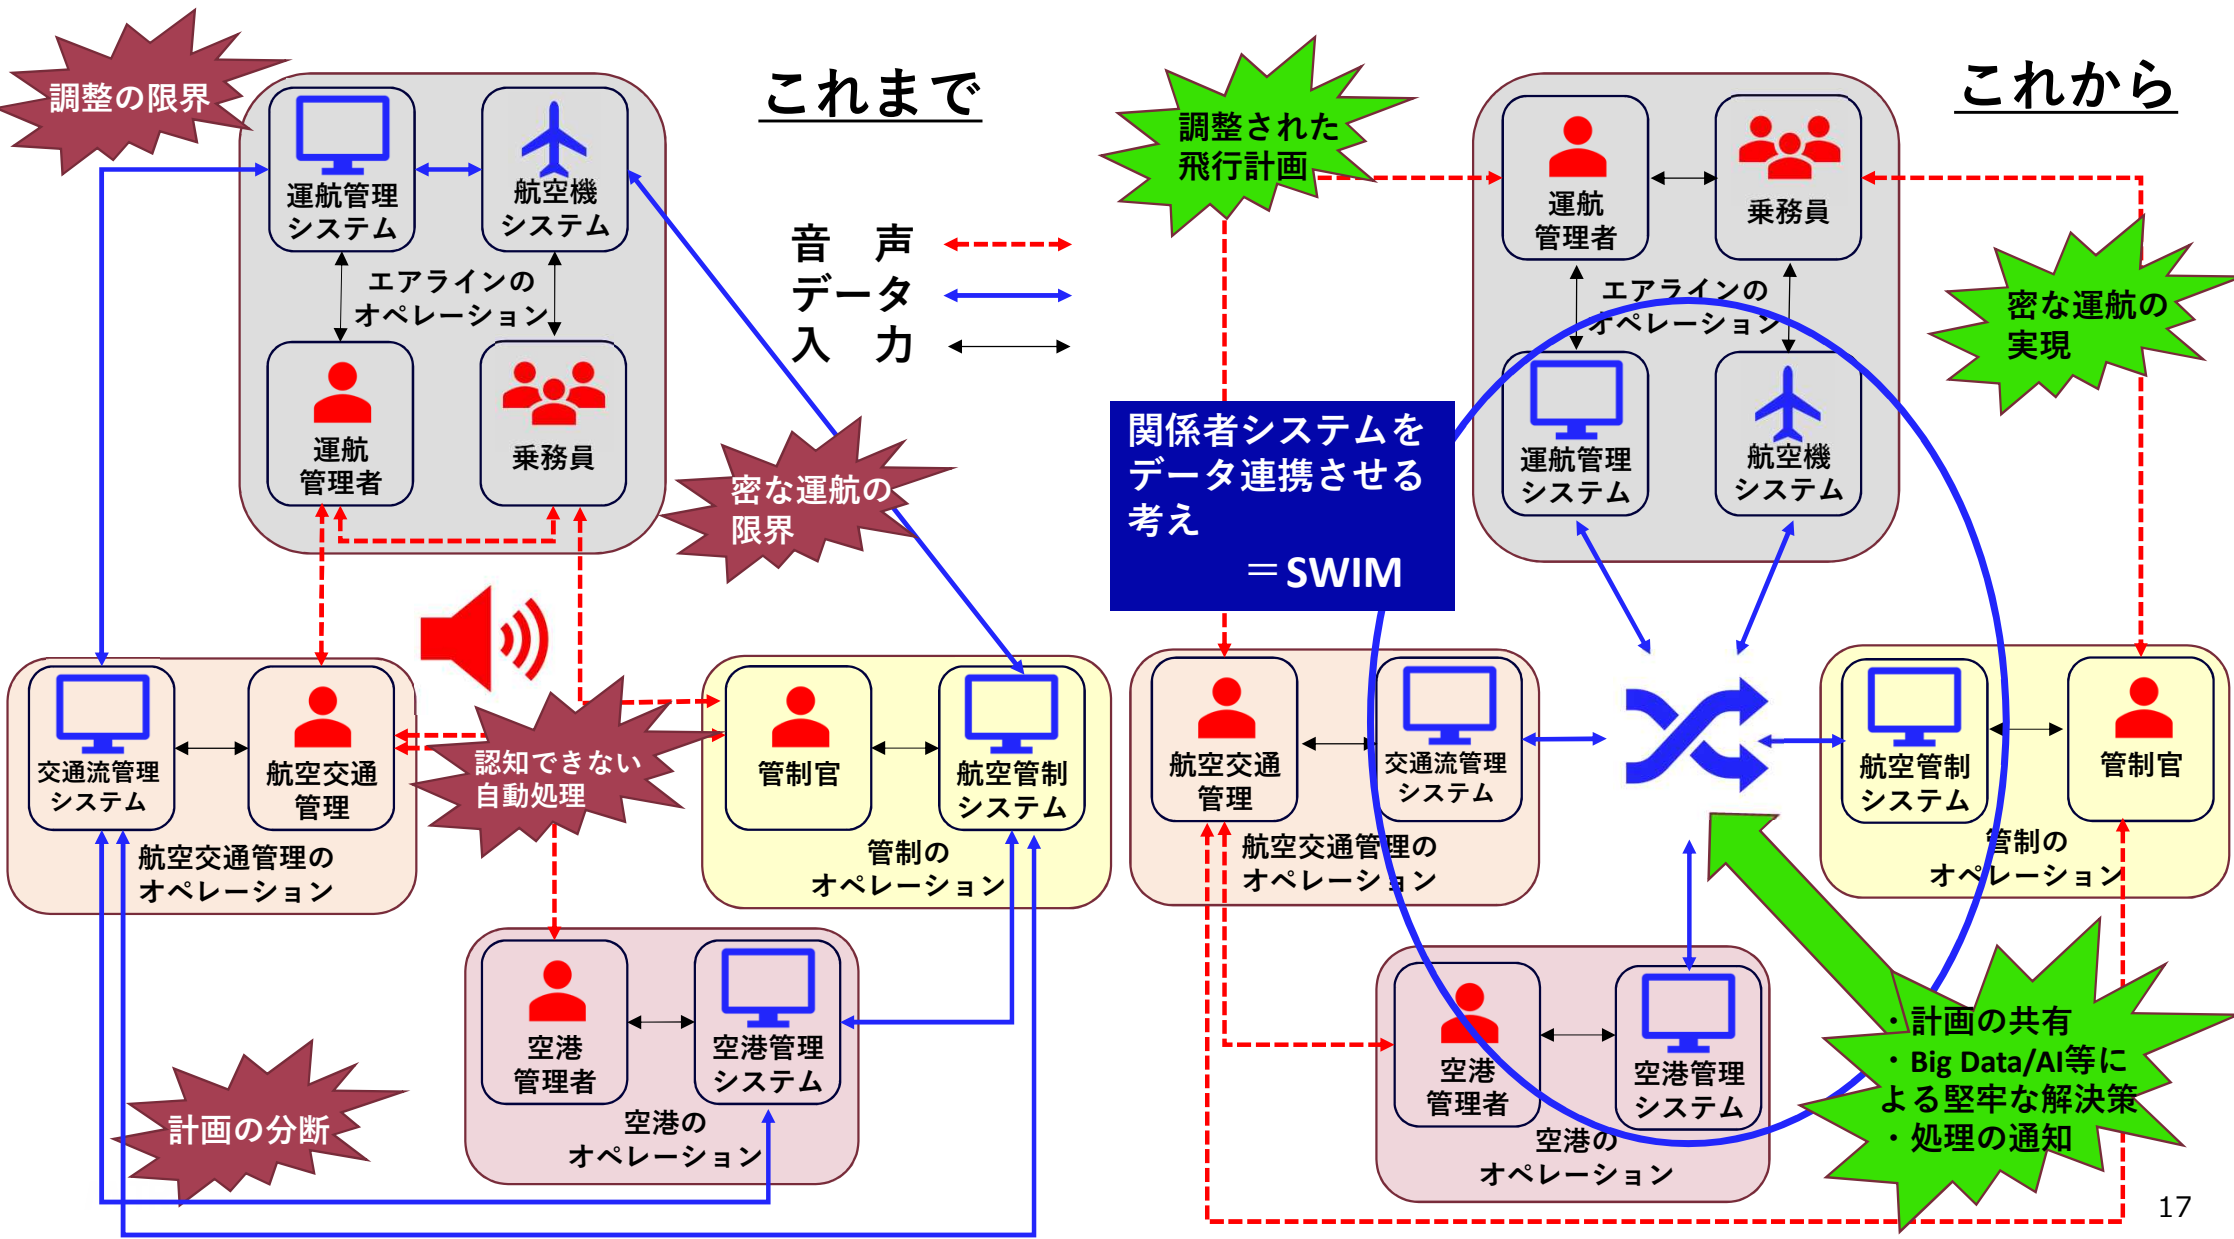 これまで
調整の限界
運航管理
システム
航空機
システム
エアラインの
オペレーション
運航
管理者
乗務員
音　声
データ
入　力
密な運航の
限界
交通流管理
システム
航空交通
管理
航空交通管理の
オペレーション
認知できない
自動処理
管制官
航空管制
システム
管制の
オペレーション
空港
管理者
空港管理
システム
空港の
オペレーション
計画の分断
これから
調整された
飛行計画
運航
管理者
乗務員
エアラインの
オペレーション
運航管理
システム
航空機
システム
密な運航の
実現
関係者システムを
データ連携させる
考え
＝SWIM
航空交通
管理
交通流管理
システム
航空交通管理の
オペレーション
航空管制
システム
管制官
管制の
オペレーション
空港
管理者
空港管理
システム
空港の
オペレーション
・計画の共有
・Big Data/AI等に
よる堅牢な解決策
・処理の通知
17